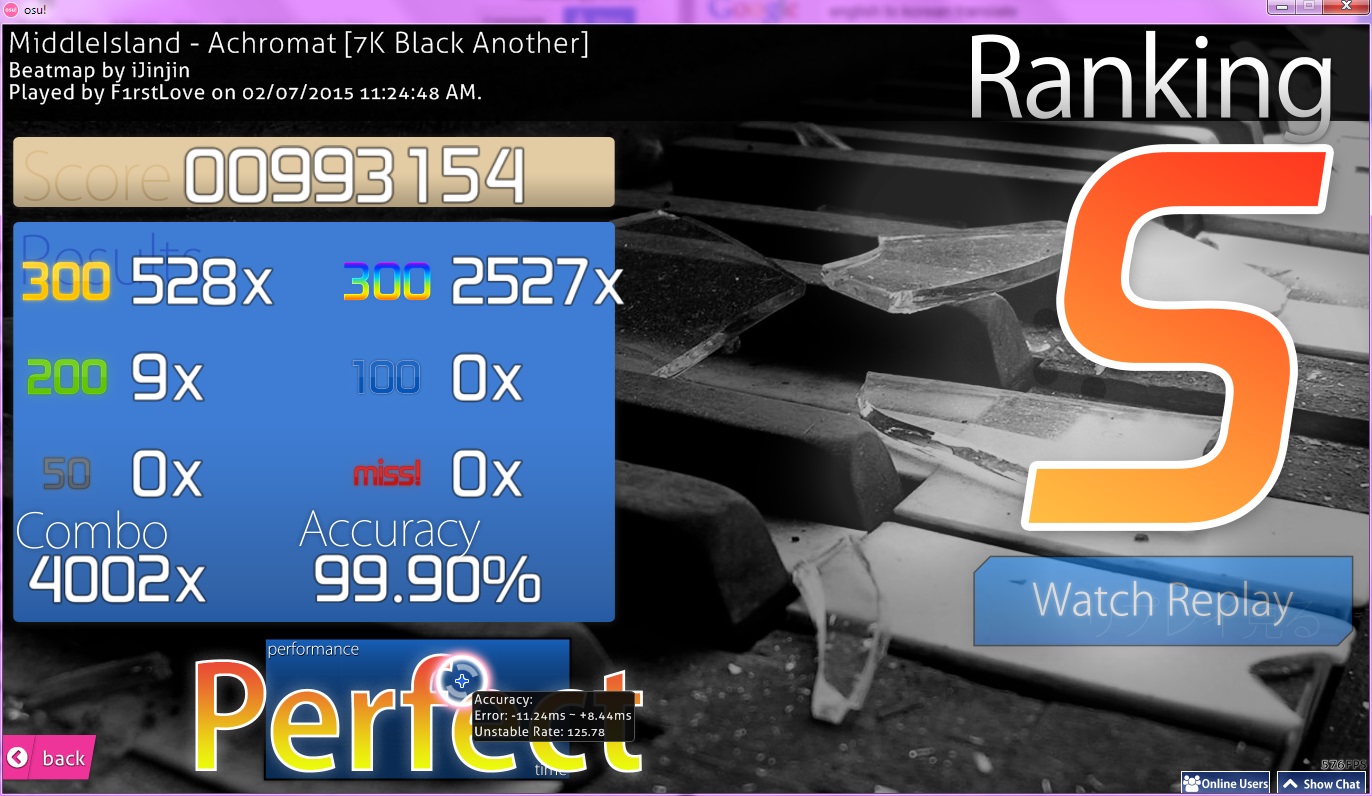 osu!
MiddleIsland - Achromat [7K Black Another]
Beatmap by iJinjin
Played by F1rstLove on 02/07/2015 11:24:48 AM.
Ranking
Score 00993154
Results
300 528x 300 2527x
200 9x 100 0x
50 0x miss! 0x
Combo Accuracy
4002x 99.90%
S
Watch Replay
performance
Perfect
Accuracy:
Error: -11.24ms ~ +8.44ms
Unstable Rate: 125.78
time
back
576FPS
Online Users
Show Chat